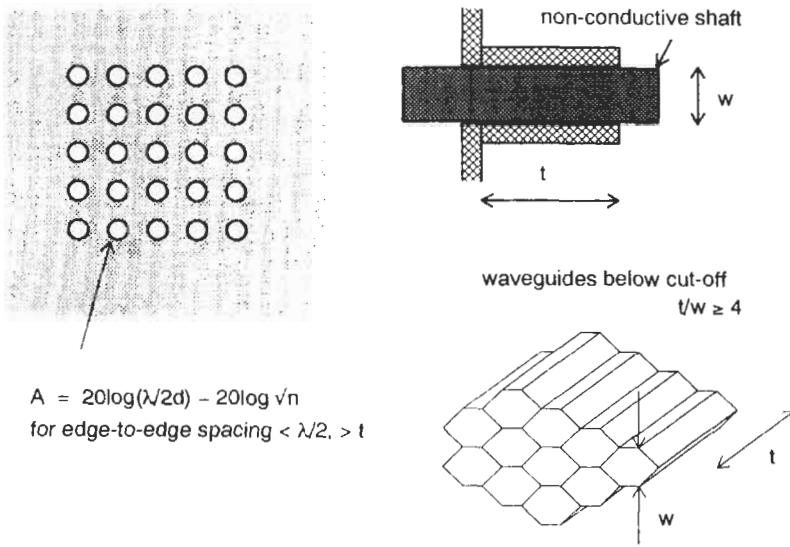 non-conductive shaft
w
t
waveguides below cut-off
t/w ≥ 4
A = 20log(λ/2d) – 20log √n
for edge-to-edge spacing < λ/2, > t
t
w